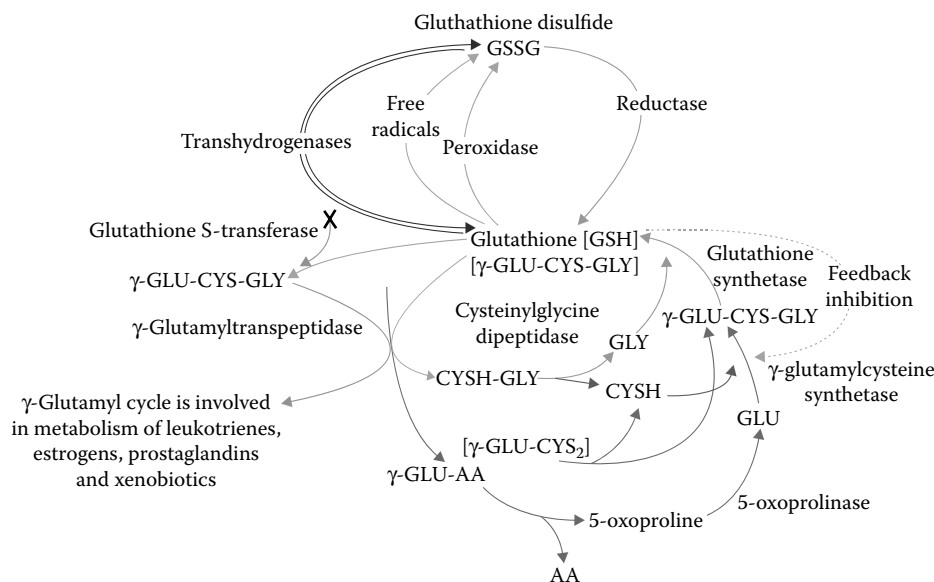 Gluthathione disulfide
GSSG
Free
radicals
Reductase
Transhydrogenases
Peroxidase
X
Glutathione S-transferase
Glutathione [GSH]
[γ-GLU-CYS-GLY]
Glutathione
synthetase
Feedback
inhibition
γ-GLU-CYS-GLY
γ-Glutamyltranspeptidase
Cysteinylglycine
dipeptidase
γ-GLU-CYS-GLY
GLY
CYSH-GLY
CYSH
γ-glutamylcysteine
synthetase
GLU
γ-Glutamyl cycle is involved
in metabolism of leukotrienes,
estrogens, prostaglandins
and xenobiotics
[γ-GLU-CYS₂]
γ-GLU-AA
5-oxoproline
5-oxoprolinase
AA